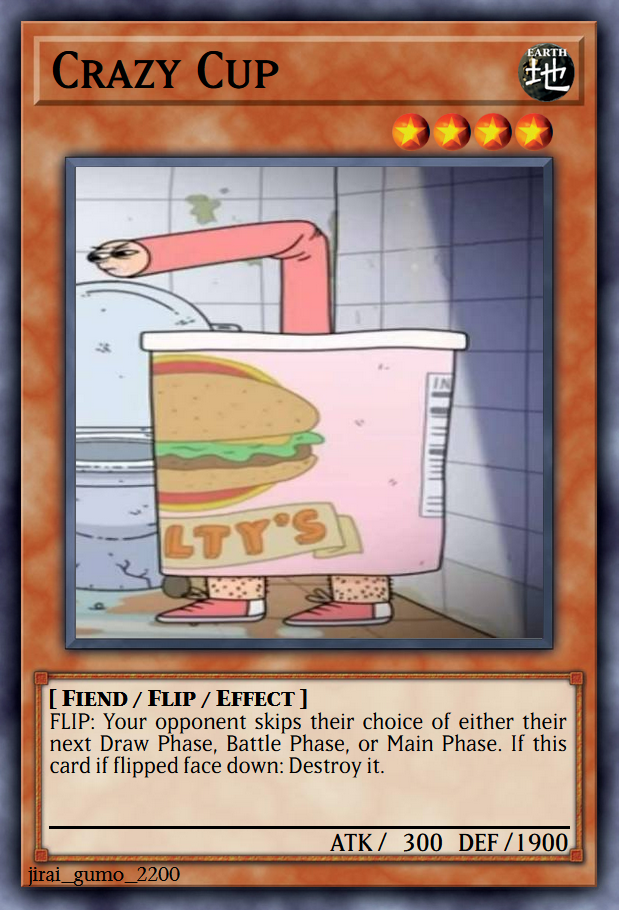 Crazy Cup
EARTH
地
IN
LTY'S
[ Fiend / Flip / Effect ]
FLIP: Your opponent skips their choice of either their
next Draw Phase, Battle Phase, or Main Phase. If this
card if flipped face down: Destroy it.
ATK / 300 DEF /1900
jirai_gumo_2200